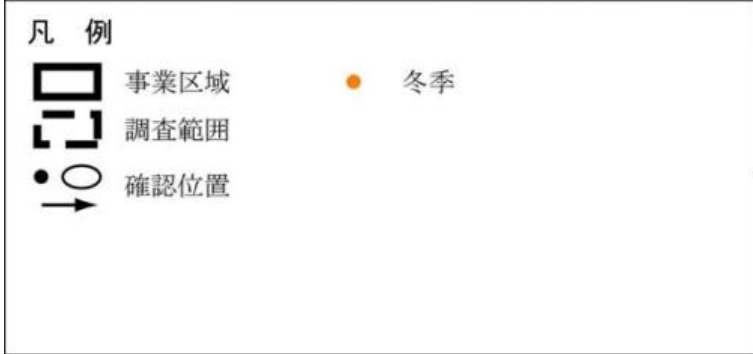 凡 例
事業区域
冬季
調査範囲
確認位置